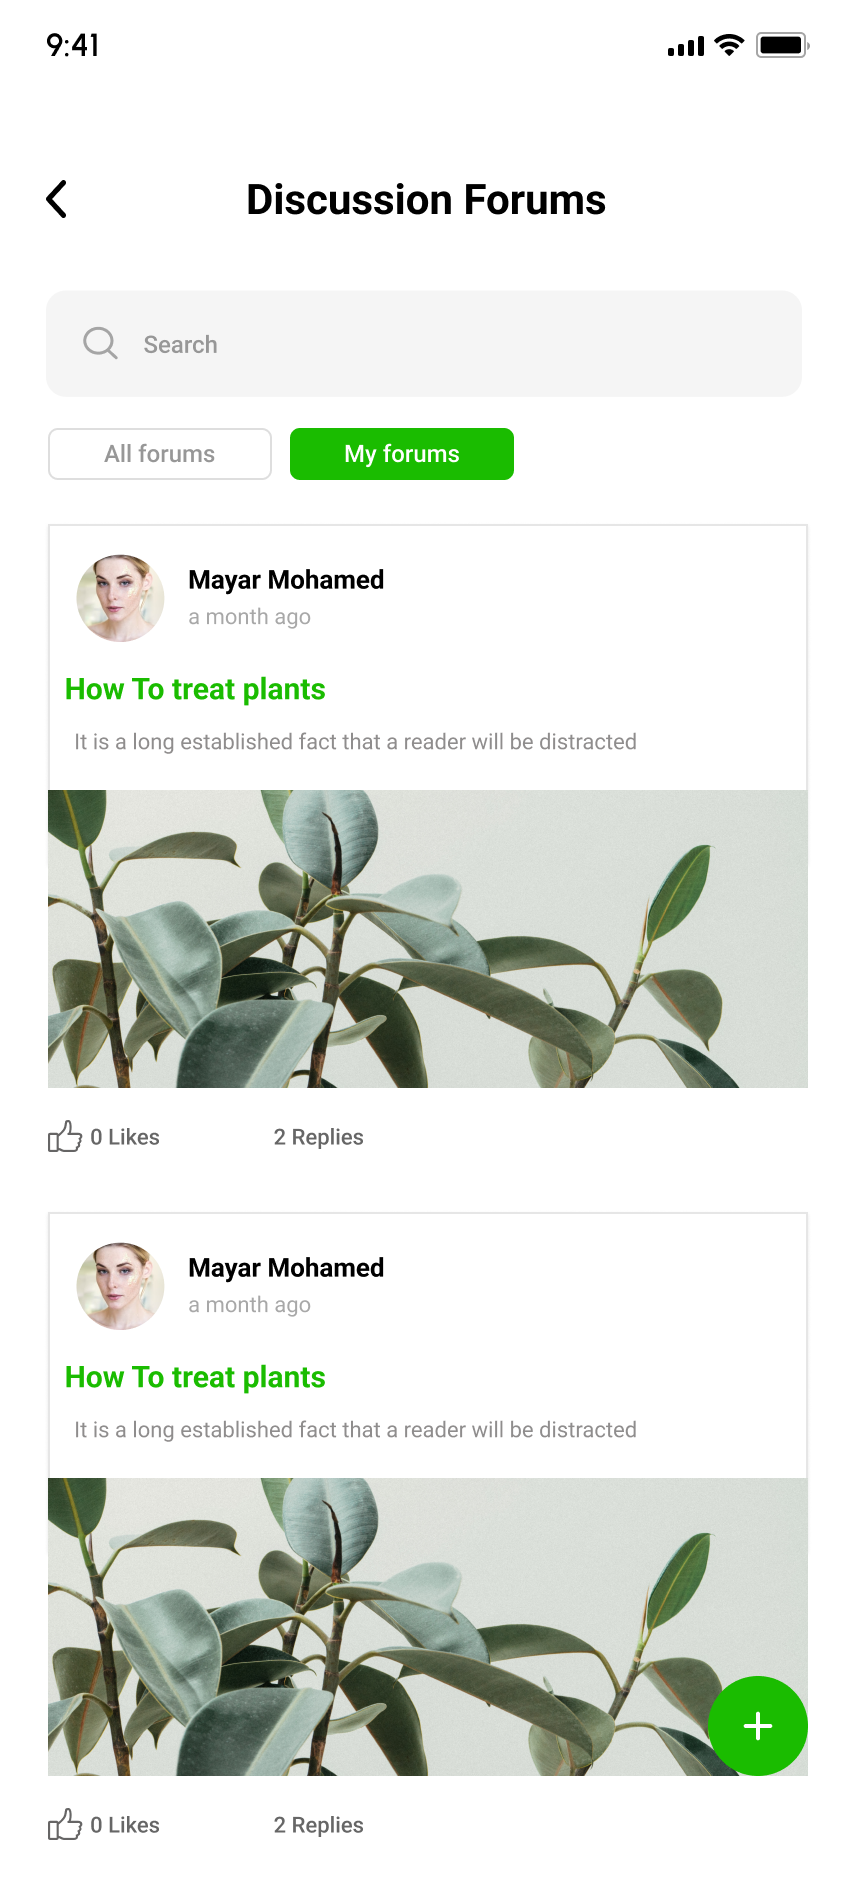 9:41
Discussion Forums
Search
All forums
My forums
Mayar Mohamed
a month ago
How To treat plants
It is a long established fact that a reader will be distracted
0 Likes
2 Replies
Mayar Mohamed
a month ago
How To treat plants
It is a long established fact that a reader will be distracted
0 Likes
2 Replies